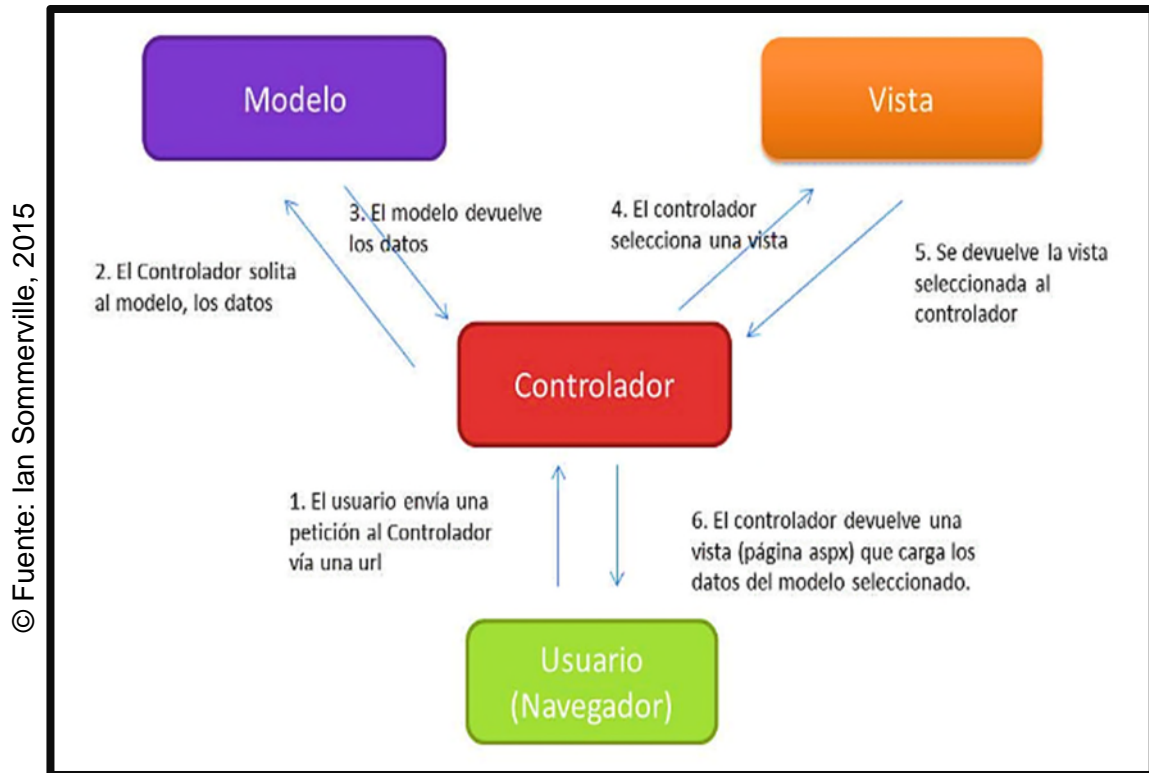 Modelo
Vista
3. El modelo devuelve
los datos
4. El controlador
selecciona una vista
2. El Controlador solita
al modelo, los datos
5. Se devuelve la vista
seleccionada al
controlador
Controlador
1. El usuario envía una
petición al Controlador
vía una url
6. El controlador devuelve una
vista (página aspx) que carga los
datos del modelo seleccionado.
Usuario
(Navegador)
© Fuente: Ian Sommerville, 2015